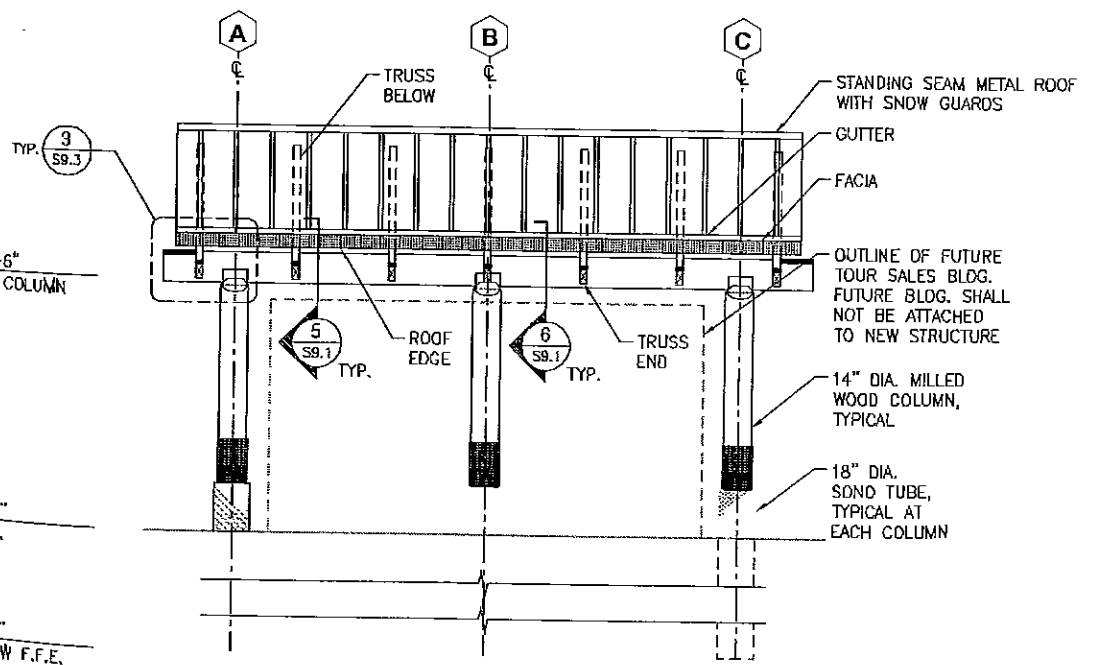 A
B
C
℄
℄
℄
TRUSS
BELOW
STANDING SEAM METAL ROOF
WITH SNOW GUARDS
GUTTER
FACIA
TYP.
3
S9.3
6"
COLUMN
OUTLINE OF FUTURE
TOUR SALES BLDG.
FUTURE BLDG. SHALL
NOT BE ATTACHED
TO NEW STRUCTURE
5
S9.1
TYP.
ROOF
EDGE
6
S9.1
TYP.
TRUSS
END
14" DIA. MILLED
WOOD COLUMN,
TYPICAL
18" DIA.
SONO TUBE,
TYPICAL AT
EACH COLUMN
W F.F.E.